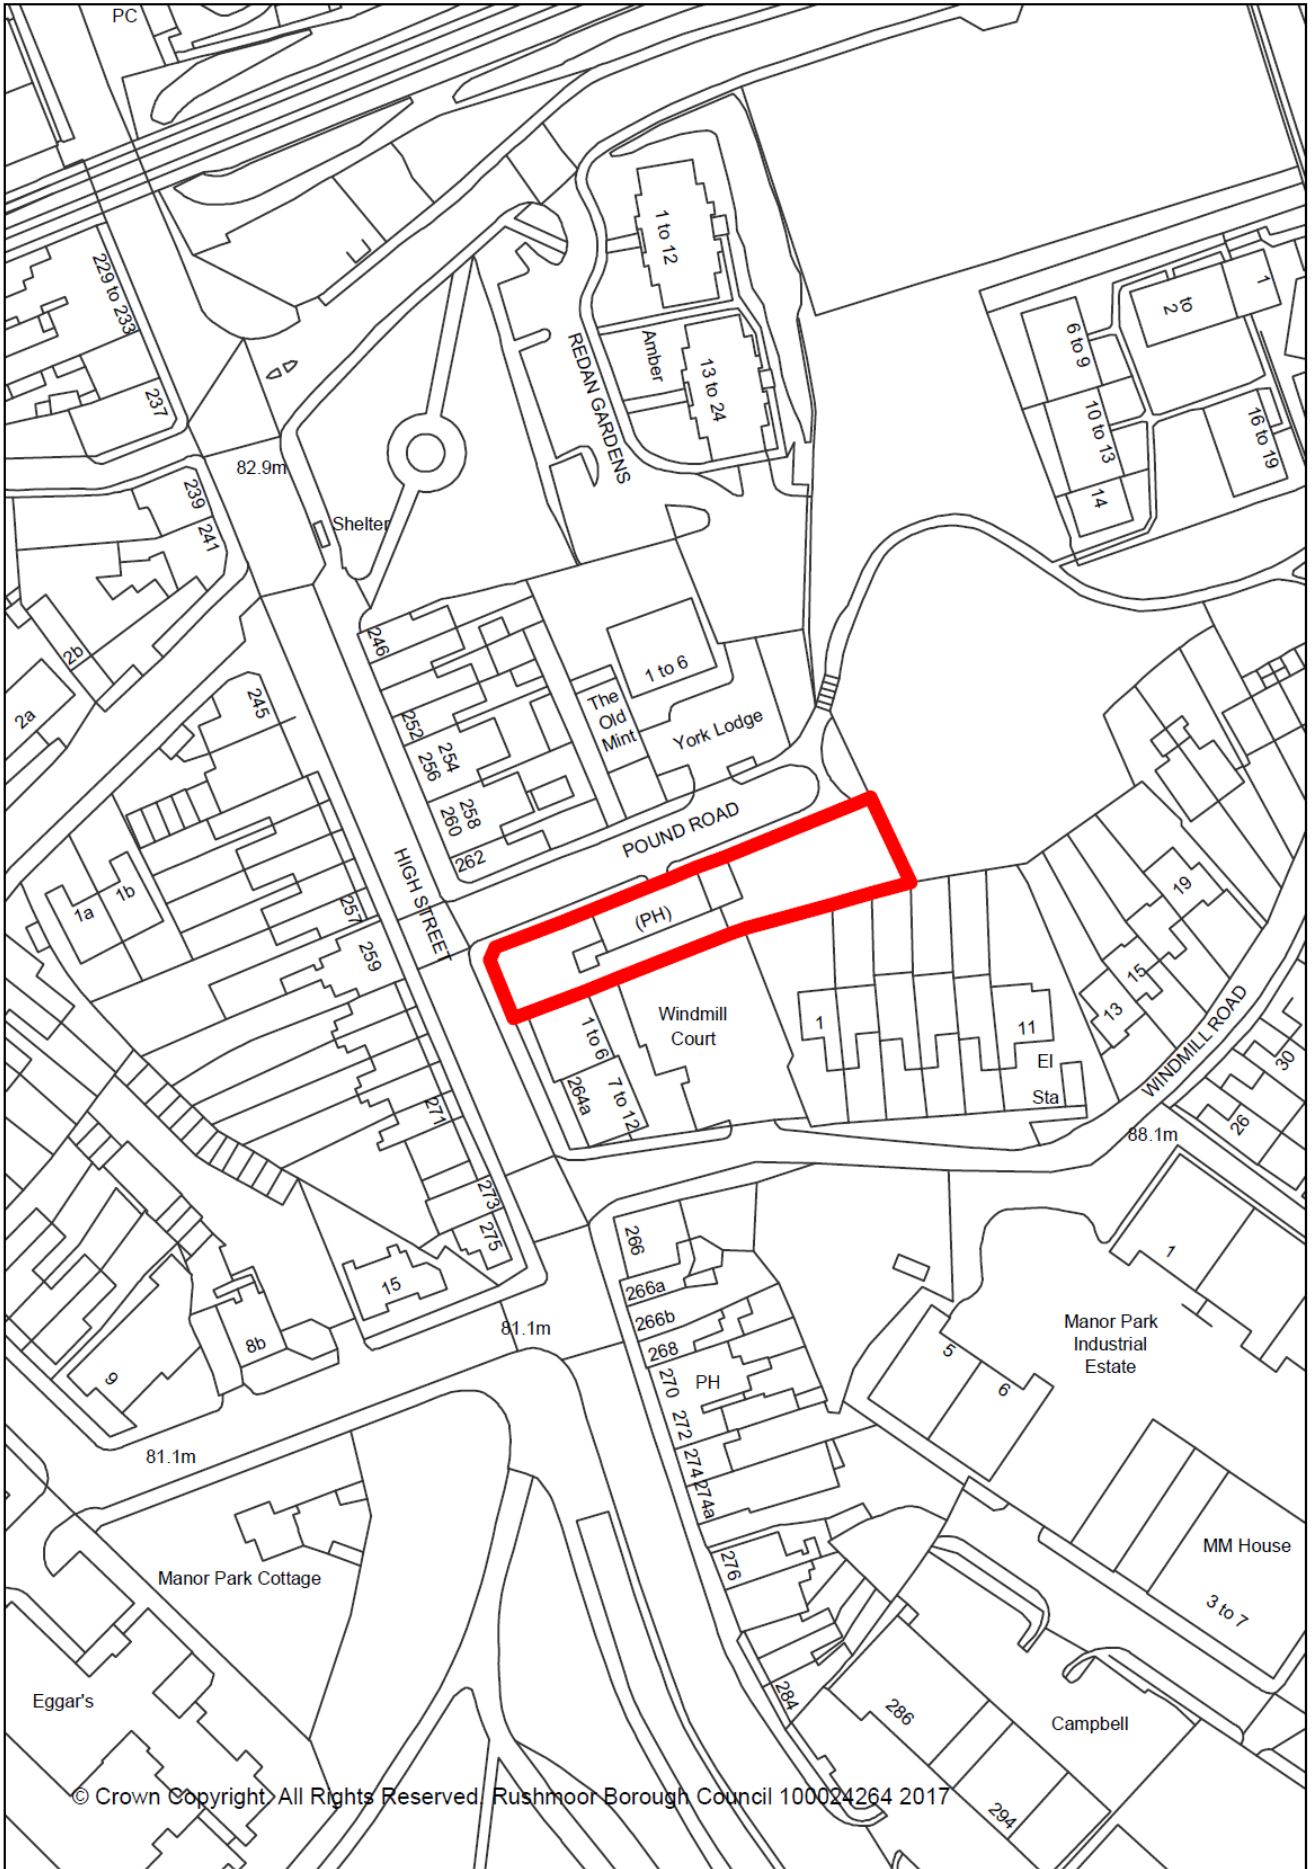 PC
229 to 233
1 to 12
REDAN GARDENS
Amber
13 to 24
6 to 9
to
2
1
237
10 to 13
16 to 19
14
82.9m
239
241
Shelter
246
2b
2a
245
1 to 6
The
Old
Mint
York Lodge
252
254
256
258
260
262
POUND ROAD
HIGH STREET
1a
1b
257
259
(PH)
19
15
13
WINDMILL ROAD
Windmill
Court
1
11
El
Sta
1 to 6
264a
7 to 12
271
30
26
88.1m
273
275
266
266a
266b
268
270
PH
272
274
274a
276
284
15
81.1m
8b
9
81.1m
1
Manor Park
Industrial
Estate
5
6
MM House
3 to 7
Manor Park Cottage
Eggar's
286
Campbell
294
© Crown Copyright. All Rights Reserved. Rushmoor Borough Council 100024264 2017